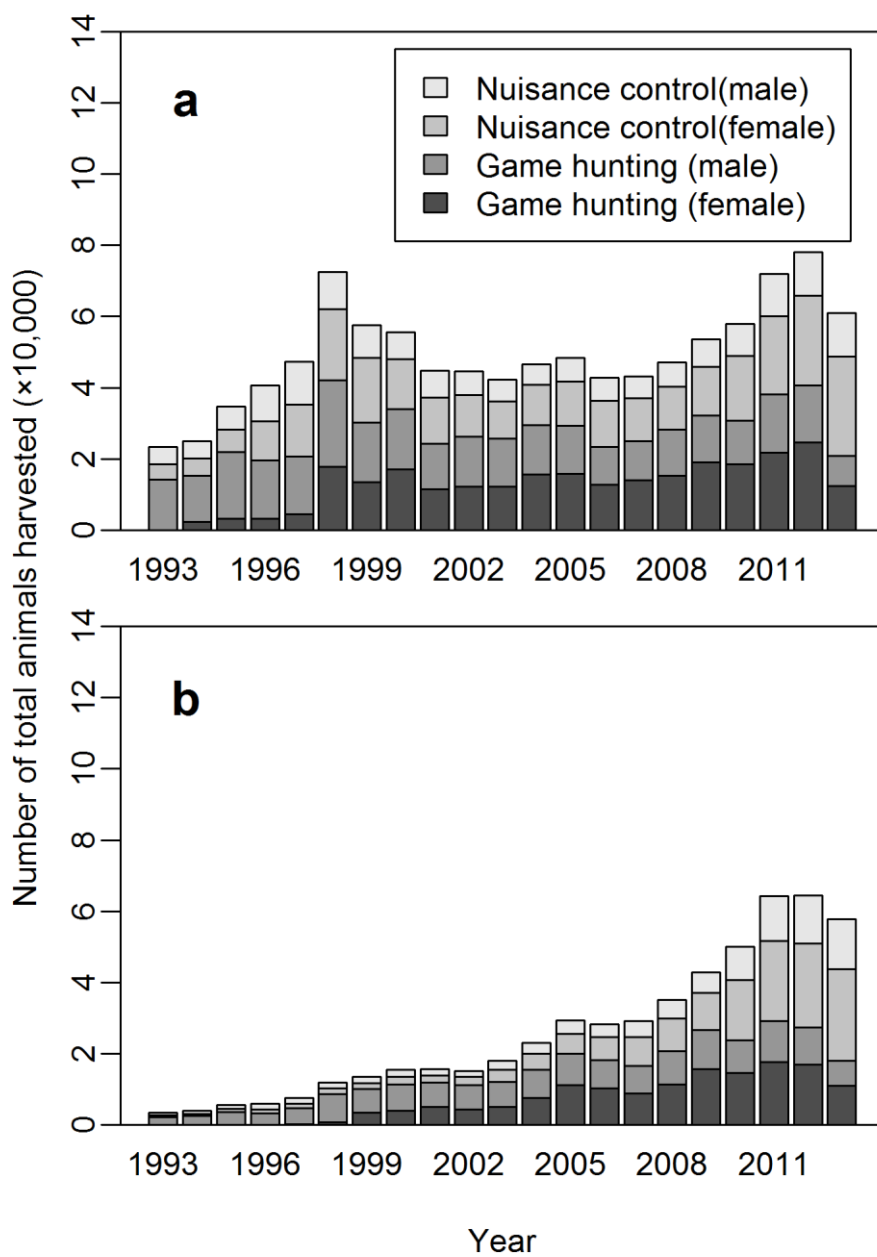 a
Nuisance control(male)
Nuisance control(female)
Game hunting (male)
Game hunting (female)
14
12
10
8
6
4
2
0
1993 1996 1999 2002 2005 2008 2011
Number of total animals harvested (×10,000)
b
14
12
10
8
6
4
2
0
1993 1996 1999 2002 2005 2008 2011
Year